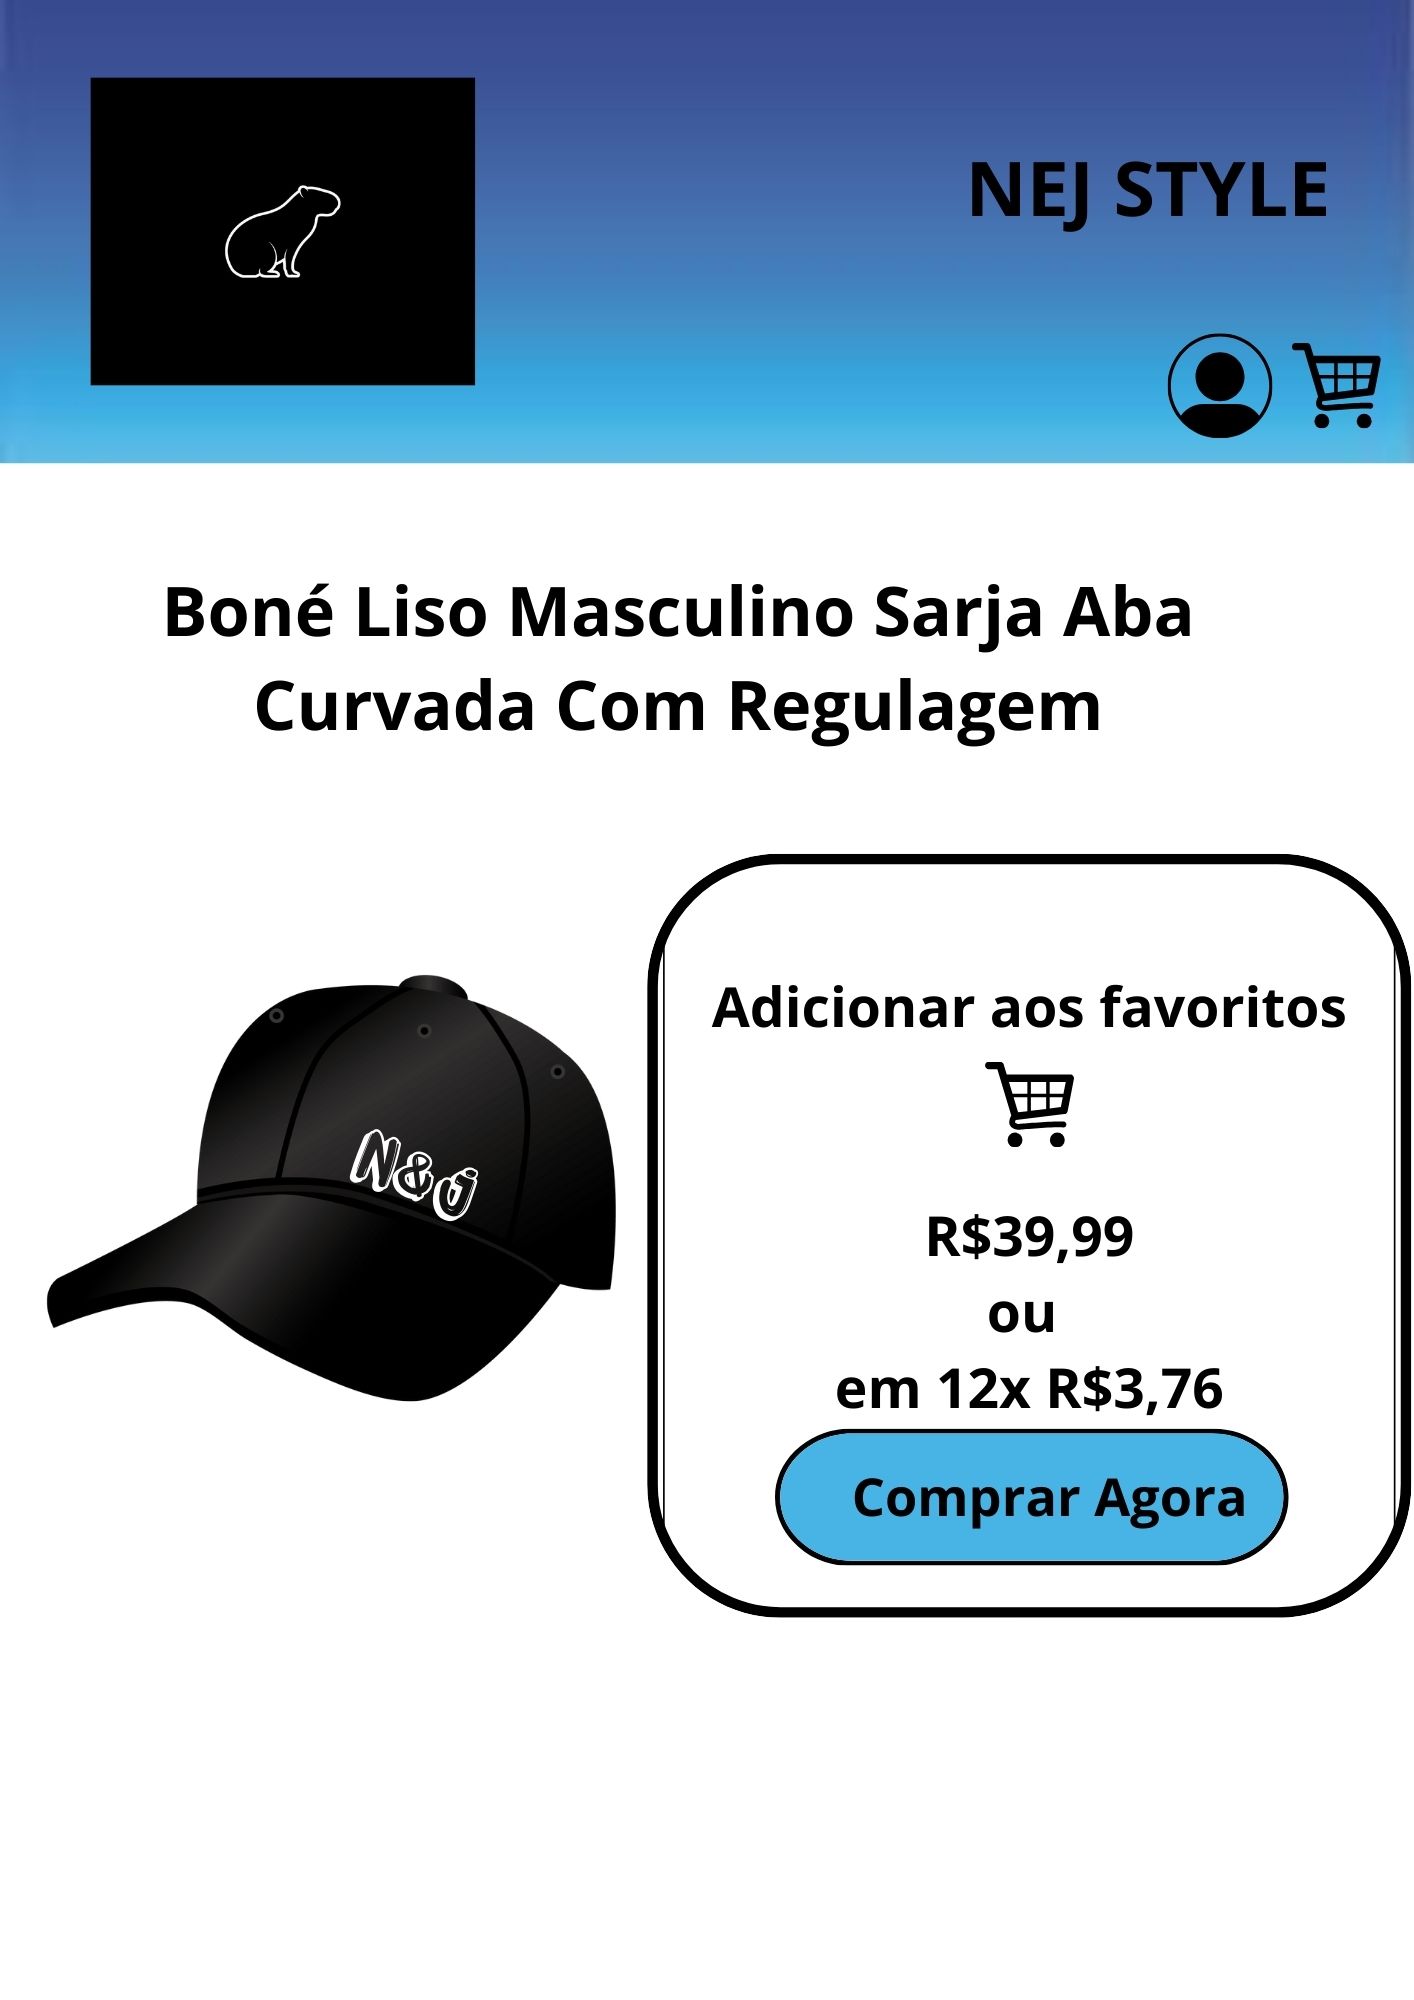 NEJ STYLE
Boné Liso Masculino Sarja Aba
Curvada Com Regulagem
N&J
Adicionar aos favoritos
R$39,99
ou
em 12x R$3,76
Comprar Agora